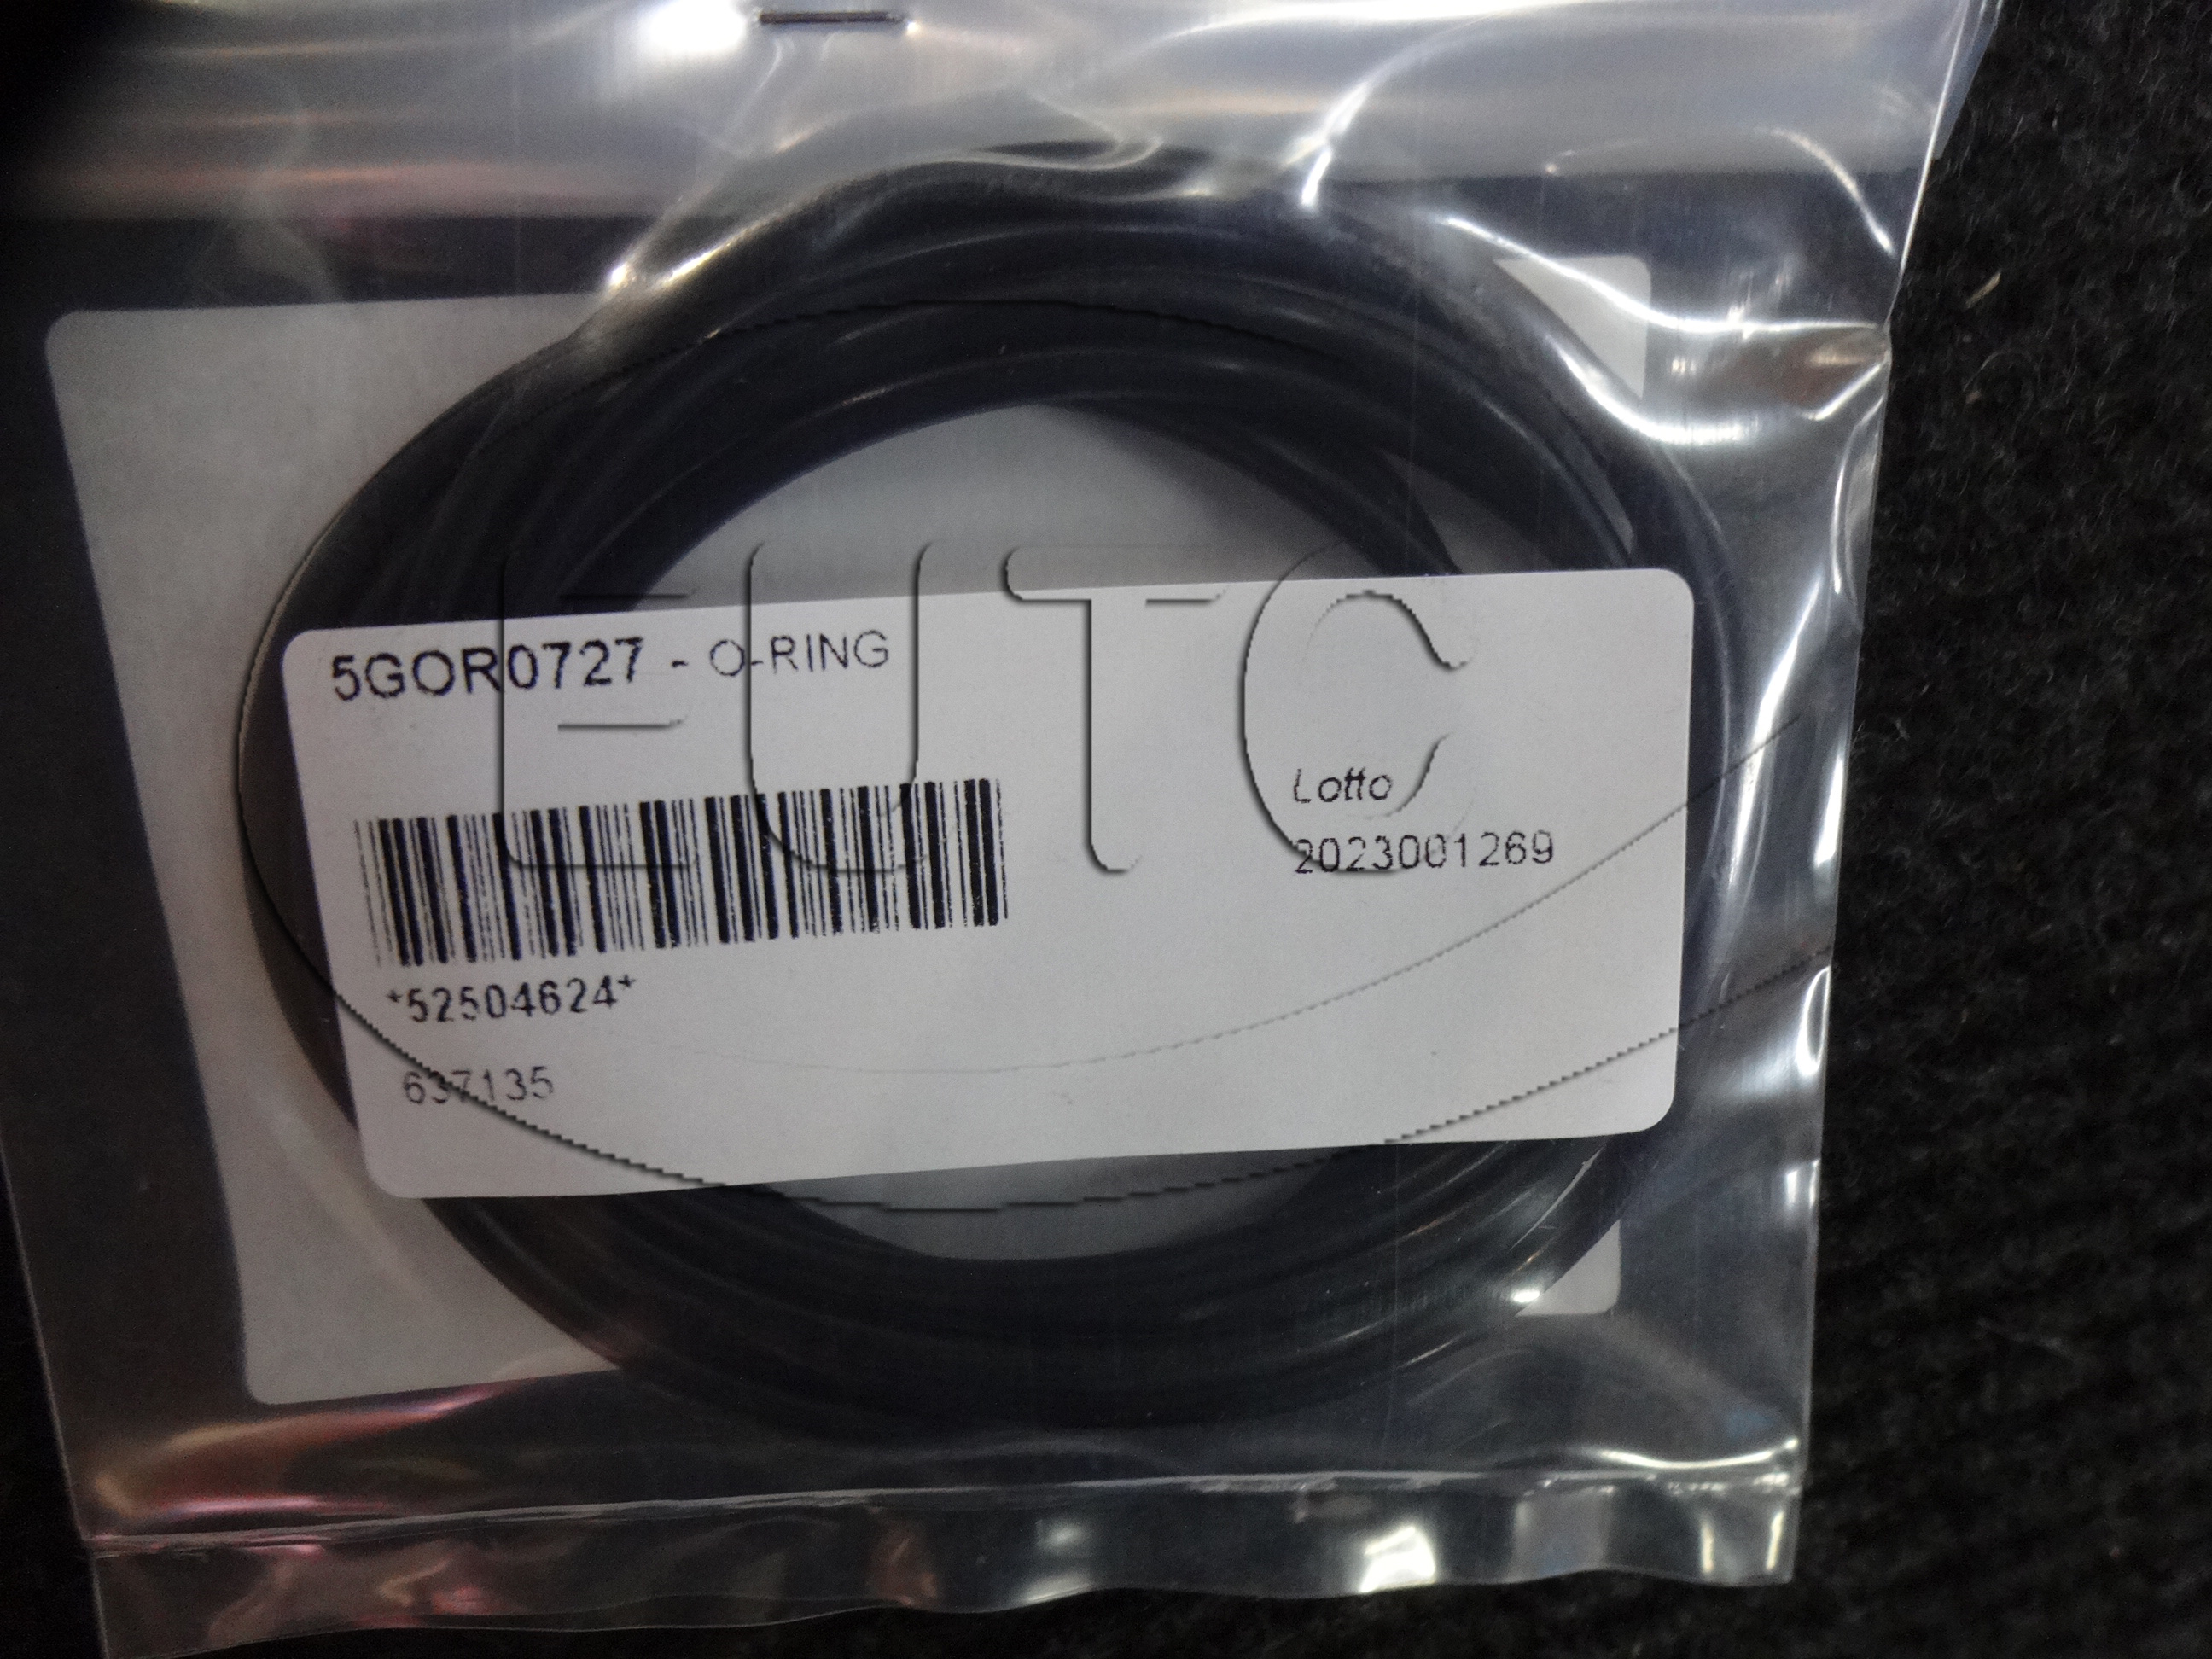 5GOR0727 - O-RING
EUTC
Lotto
2023001269
*52504624*
637135